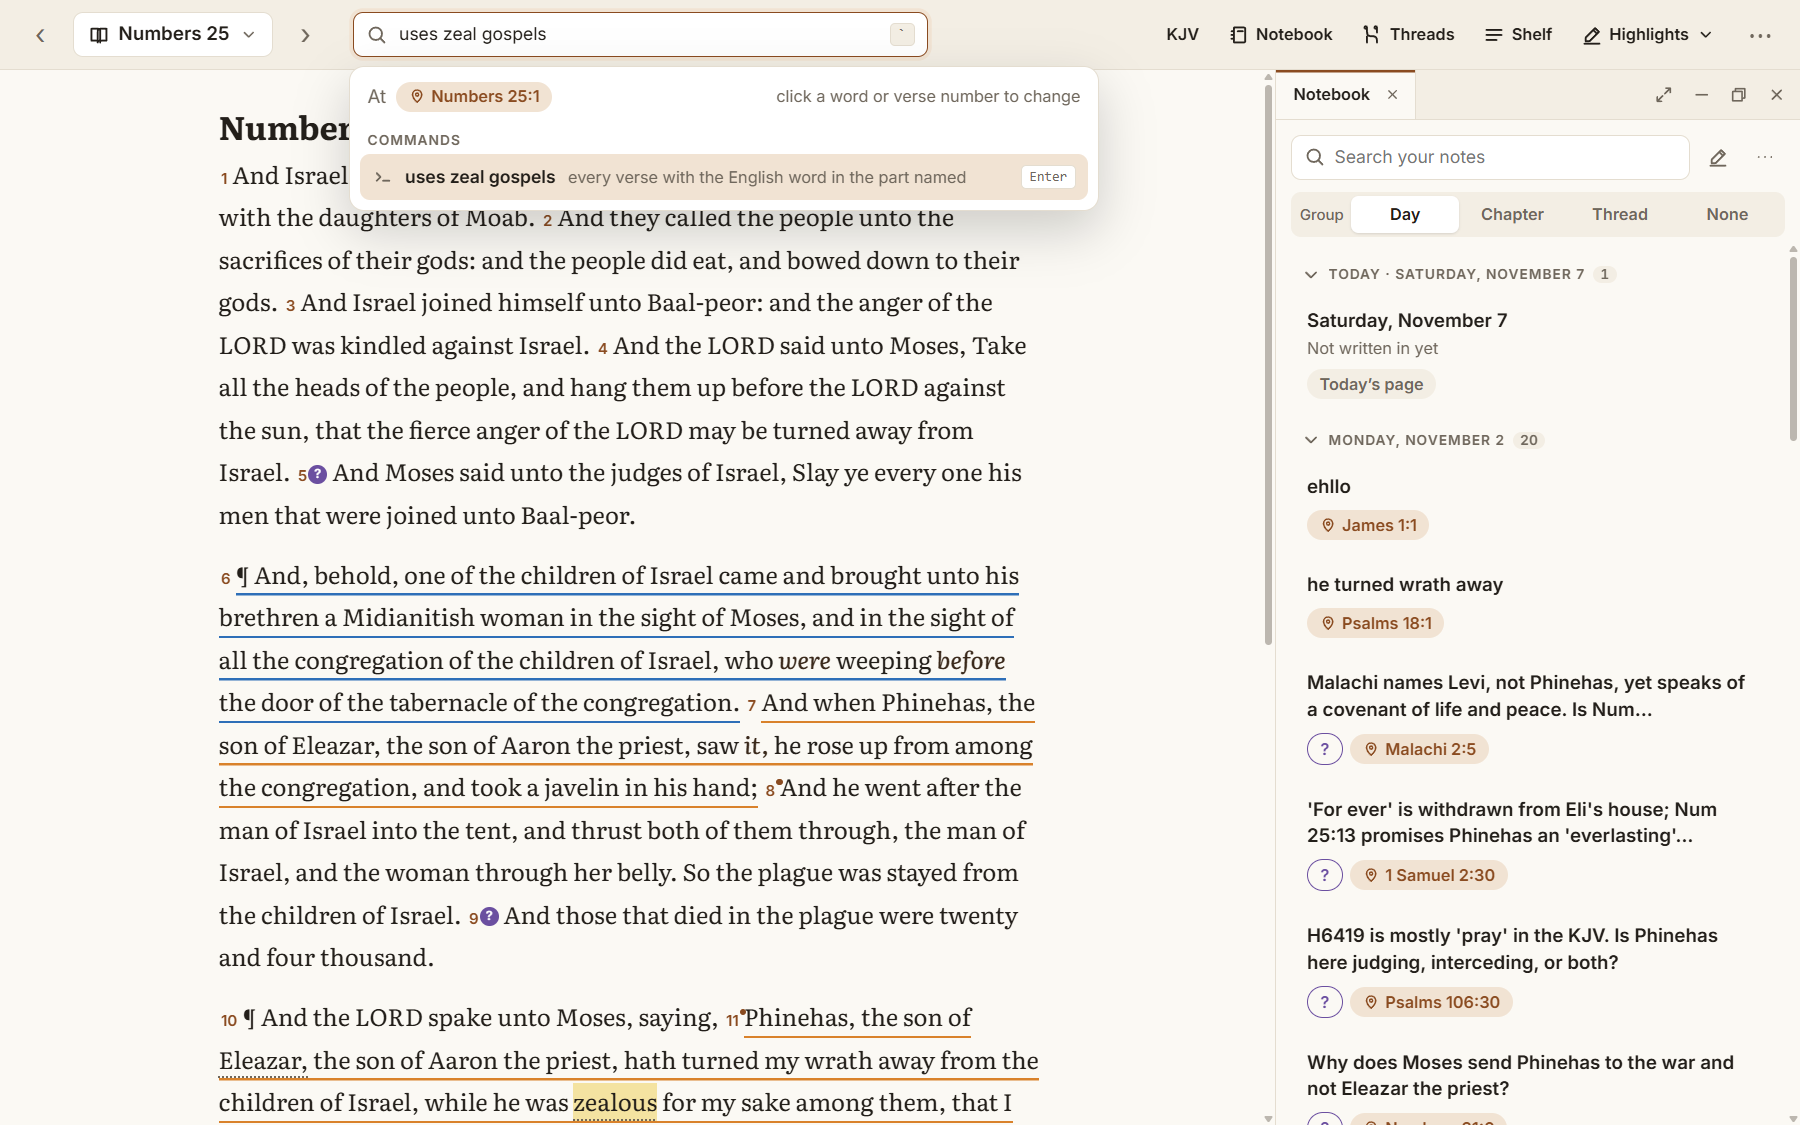 Numbers 25
uses zeal gospels
`
KJV
Notebook
Threads
Shelf
Highlights
At Numbers 25:1 click a word or verse number to change
COMMANDS
uses zeal gospels every verse with the English word in the part named Enter
Number
1 And Israel
with the daughters of Moab. 2 And they called the people unto the
sacrifices of their gods: and the people did eat, and bowed down to their
gods. 3 And Israel joined himself unto Baal-peor: and the anger of the
LORD was kindled against Israel. 4 And the LORD said unto Moses, Take
all the heads of the people, and hang them up before the LORD against
the sun, that the fierce anger of the LORD may be turned away from
Israel. 5 ? And Moses said unto the judges of Israel, Slay ye every one his
men that were joined unto Baal-peor.
6 ¶ And, behold, one of the children of Israel came and brought unto his
brethren a Midianitish woman in the sight of Moses, and in the sight of
all the congregation of the children of Israel, who were weeping before
the door of the tabernacle of the congregation. 7 And when Phinehas, the
son of Eleazar, the son of Aaron the priest, saw it, he rose up from among
the congregation, and took a javelin in his hand; 8 And he went after the
man of Israel into the tent, and thrust both of them through, the man of
Israel, and the woman through her belly. So the plague was stayed from
the children of Israel. 9 ? And those that died in the plague were twenty
and four thousand.
10 ¶ And the LORD spake unto Moses, saying, 11 Phinehas, the son of
Eleazar, the son of Aaron the priest, hath turned my wrath away from the
children of Israel, while he was zealous for my sake among them, that I
Notebook
Search your notes
Group Day Chapter Thread None
TODAY · SATURDAY, NOVEMBER 7 1
Saturday, November 7
Not written in yet
Today’s page
MONDAY, NOVEMBER 2 20
ehllo
James 1:1
he turned wrath away
Psalms 18:1
Malachi names Levi, not Phinehas, yet speaks of
a covenant of life and peace. Is Num…
? Malachi 2:5
'For ever' is withdrawn from Eli's house; Num
25:13 promises Phinehas an 'everlasting'…
? 1 Samuel 2:30
H6419 is mostly 'pray' in the KJV. Is Phinehas
here judging, interceding, or both?
? Psalms 106:30
Why does Moses send Phinehas to the war and
not Eleazar the priest?